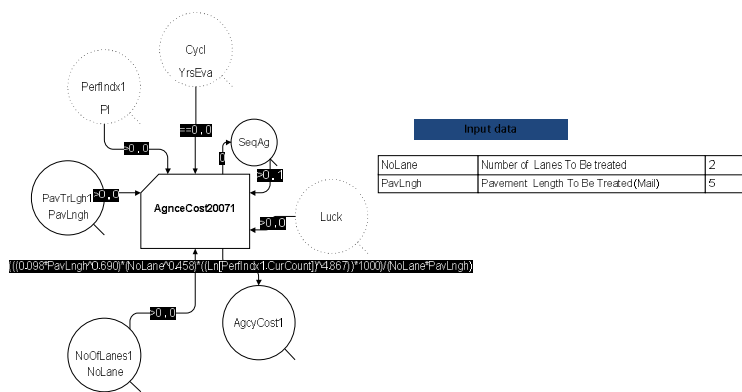 Cycl
YrsEva
PerfIndx1
PI
==0, 0
>0, 0
SeqAg
0
>0, 1
PavTrLgh1
PavLngh
>0, 0
AgnceCost20071
>0, 0
Luck
(((0.098*PavLngh^0.690)*(NoLane^0.458)*((Ln[PerfIndx1.CurCount])^4.867))*1000)/(NoLane*PavLngh)
>0, 0
AgcyCost1
NoOfLanes1
NoLane
Input data
NoLane Number of Lanes To Be treated 2
PavLngh Pavement Length To Be Treated(Mail) 5